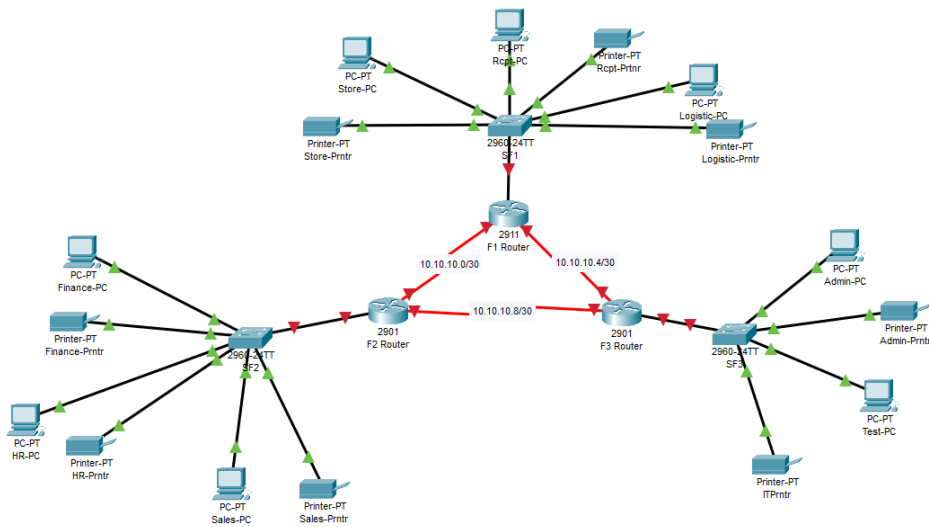 PC-PT
Rcpt-PC
Printer-PT
Rcpt-Prtnr
PC-PT
Store-PC
PC-PT
Logistic-PC
Printer-PT
Store-Prntr
2960-24TT
SF1
Printer-PT
Logistic-Prntr
2911
F1 Router
10.10.10.0/30
10.10.10.4/30
PC-PT
Finance-PC
PC-PT
Admin-PC
10.10.10.8/30
Printer-PT
Finance-Prntr
2901
F2 Router
2901
F3 Router
Printer-PT
Admin-Prntr
2960-24TT
SF2
2960-24TT
SF3
PC-PT
HR-PC
Printer-PT
HR-Prntr
PC-PT
Test-PC
PC-PT
Sales-PC
Printer-PT
Sales-Prntr
Printer-PT
ITPrntr